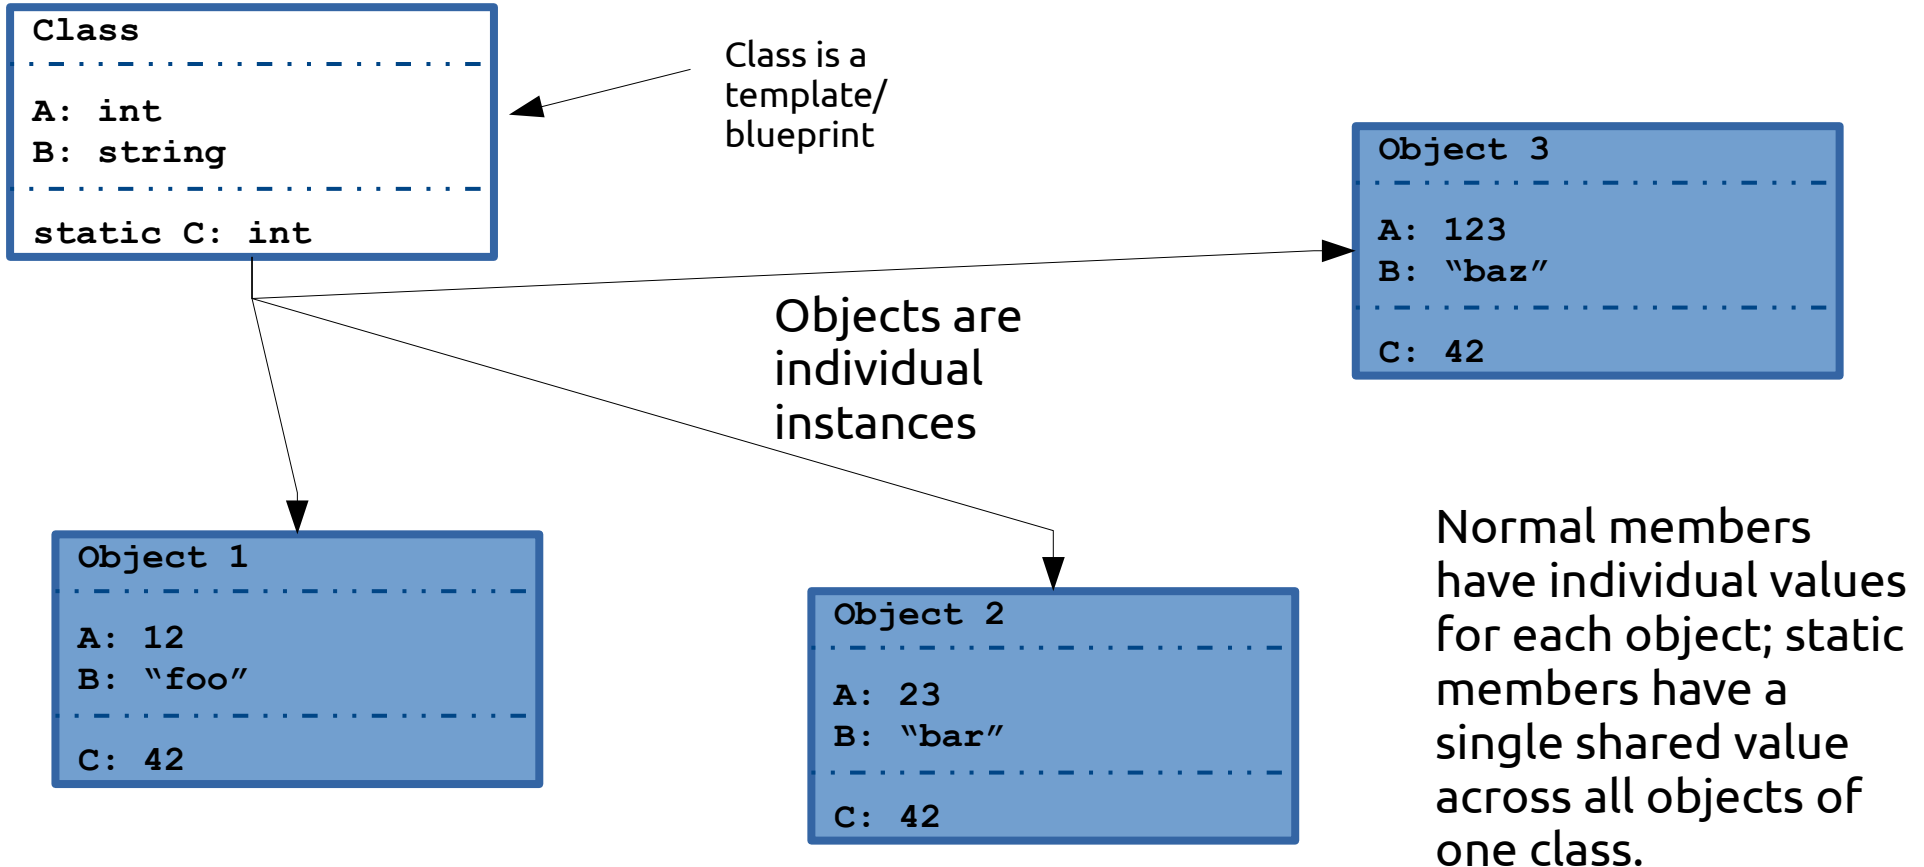 Class
A: int
B: string
static C: int
Class is a
template/
blueprint
Object 3
A: 123
B: “baz”
C: 42
Objects are
individual
instances
Object 1
A: 12
B: “foo”
C: 42
Object 2
A: 23
B: “bar”
C: 42
Normal members
have individual values
for each object; static
members have a
single shared value
across all objects of
one class.